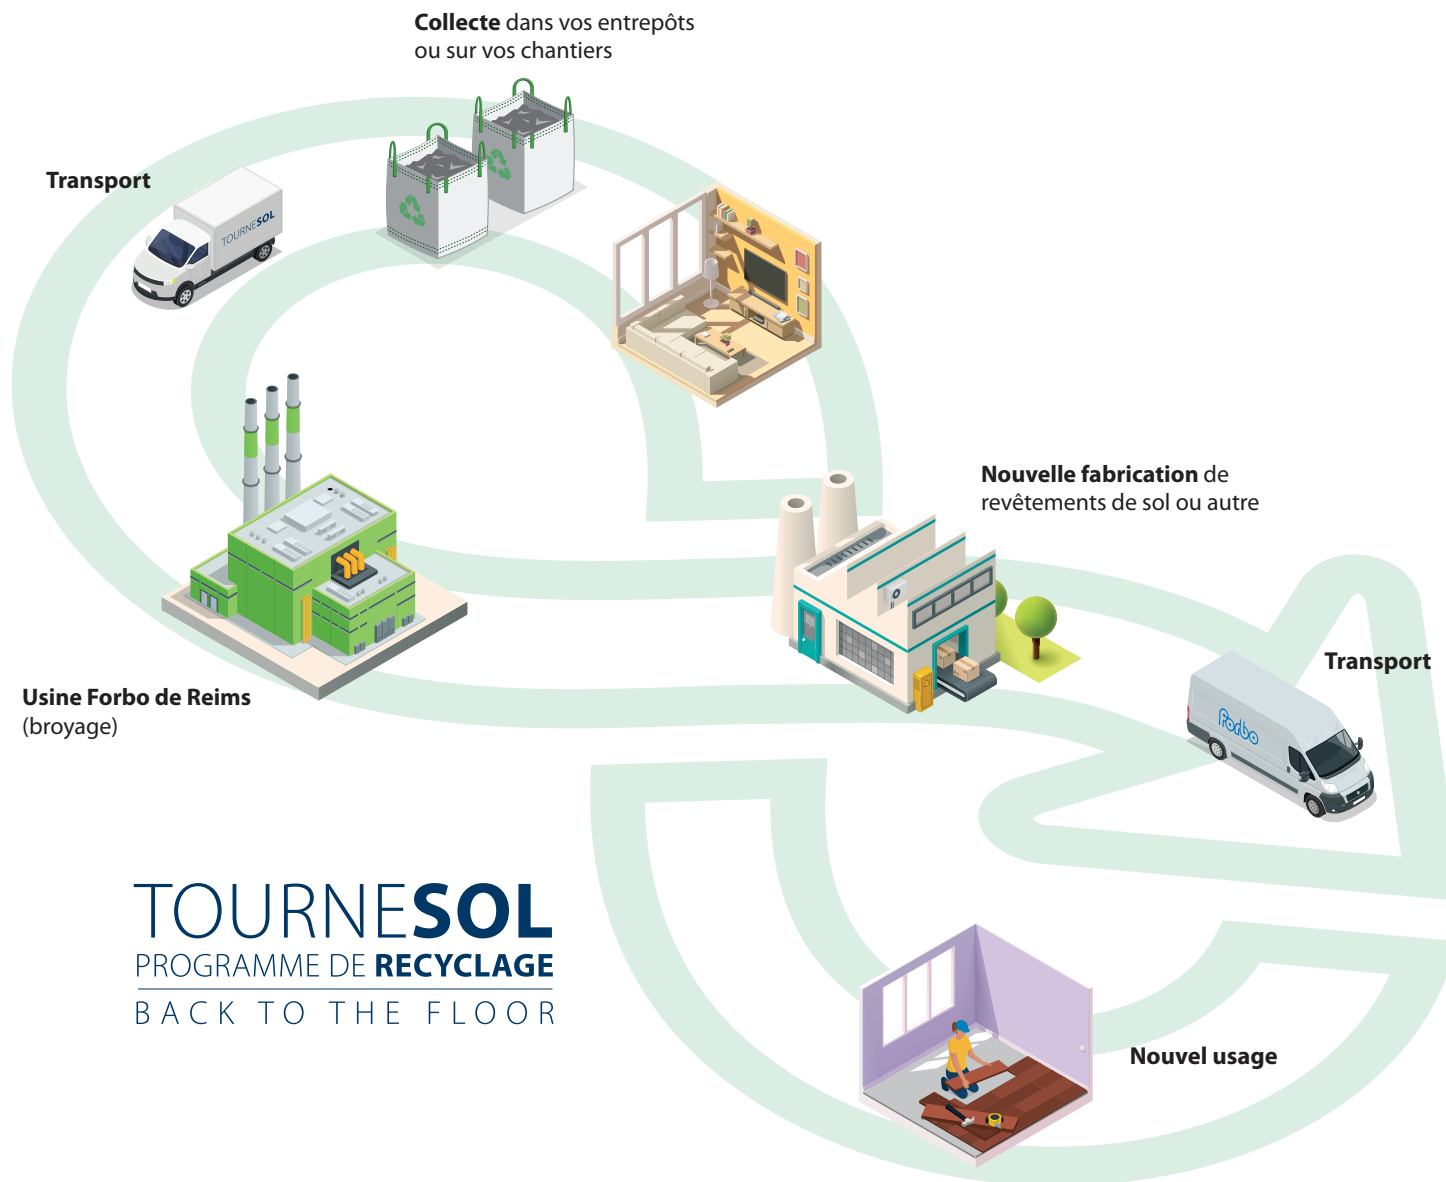 Collecte dans vos entrepôts
ou sur vos chantiers
Transport
TOURNESOL
Nouvelle fabrication de
revêtements de sol ou autre
Transport
Forbo
Usine Forbo de Reims
(broyage)
TOURNESOL
PROGRAMME DE RECYCLAGE
BACK TO THE FLOOR
Nouvel usage